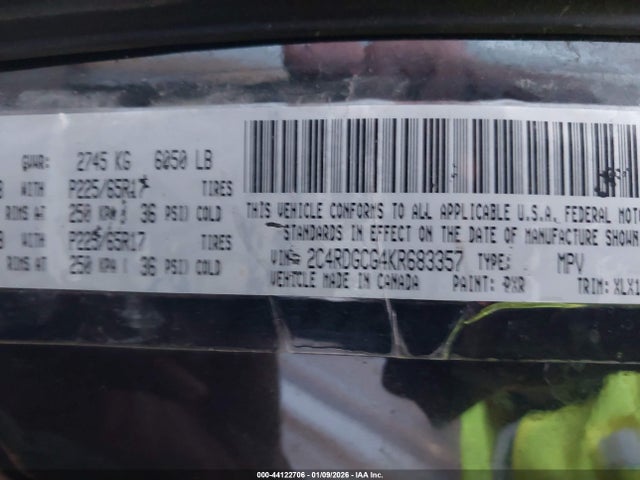 GVWR: 2745 KG 6050 LB
WITH P225/65R17 TIRES
RIMS AT 250 KPA ( 36 PSI) COLD
WITH P225/65R17 TIRES
RIMS AT 250 KPA ( 36 PSI) COLD
THIS VEHICLE CONFORMS TO ALL APPLICABLE U.S.A. FEDERAL MOT
STANDARDS IN EFFECT ON THE DATE OF MANUFACTURE SHOWN
VIN: 2C4RDGCG4KR683357 TYPE: MPV
VEHICLE MADE IN CANADA PAINT: PXR TRIM: XLX1
000-44122706 - 01/09/2026 - IAA Inc.